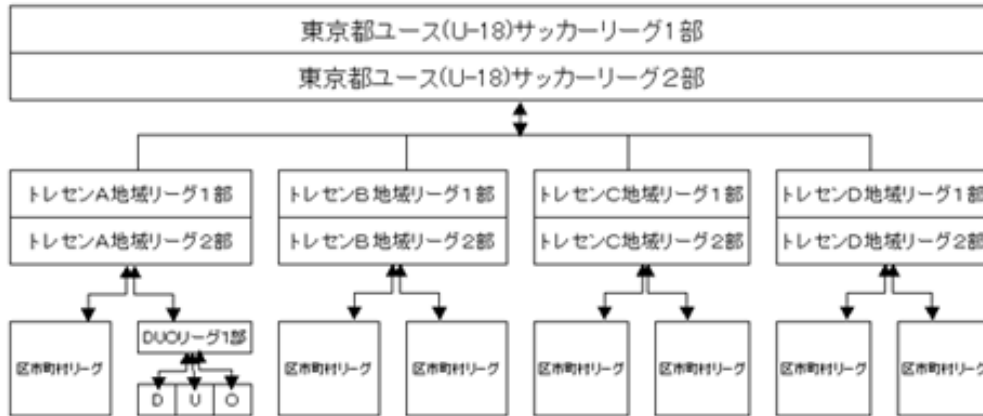 東京都ユース(U-18)サッカーリーグ1部
東京都ユース(U-18)サッカーリーグ2部
トレセンA地域リーグ1部
トレセンB地域リーグ1部
トレセンC地域リーグ1部
トレセンD地域リーグ1部
トレセンA地域リーグ2部
トレセンB地域リーグ2部
トレセンC地域リーグ2部
トレセンD地域リーグ2部
区市町村リーグ
DUOリーグ1部
区市町村リーグ
区市町村リーグ
区市町村リーグ
区市町村リーグ
区市町村リーグ
区市町村リーグ
D U O